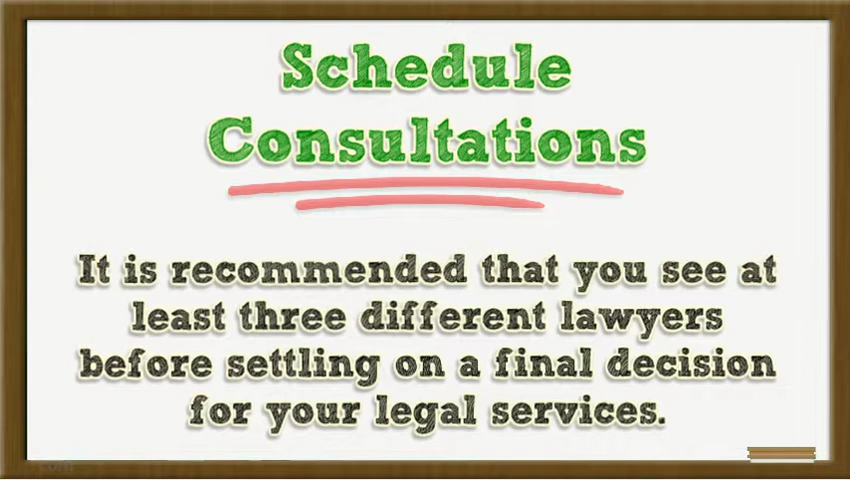 Schedule
Consultations
It is recommended that you see at
least three different lawyers
before settling on a final decision
for your legal services.